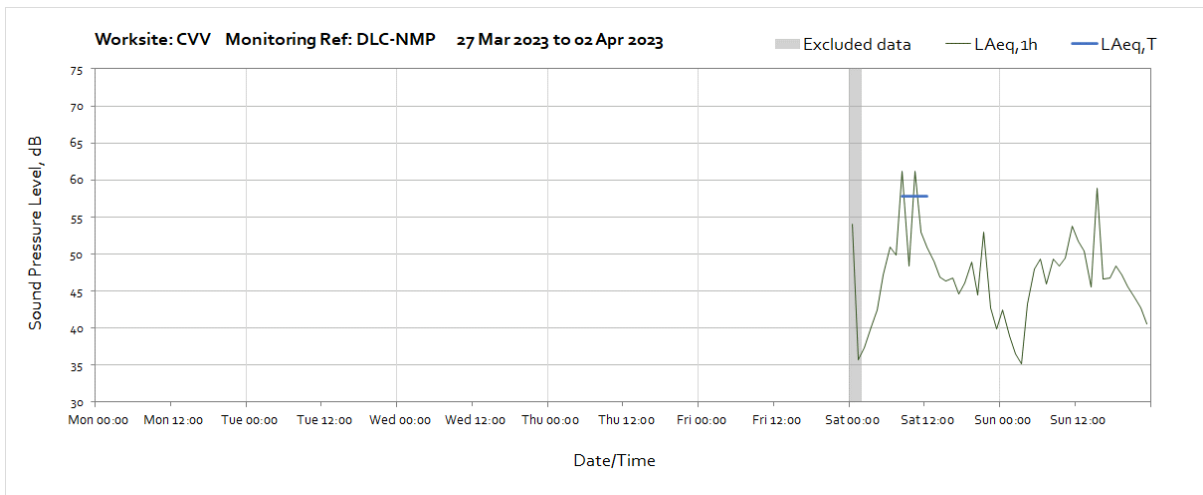 Worksite: CVV Monitoring Ref: DLC-NMP 27 Mar 2023 to 02 Apr 2023
Excluded data LAeq,1h LAeq,T
75
70
65
60
55
50
45
40
35
30
Sound Pressure Level, dB
Mon 00:00 Mon 12:00 Tue 00:00 Tue 12:00 Wed 00:00 Wed 12:00 Thu 00:00 Thu 12:00 Fri 00:00 Fri 12:00 Sat 00:00 Sat 12:00 Sun 00:00 Sun 12:00
Date/Time